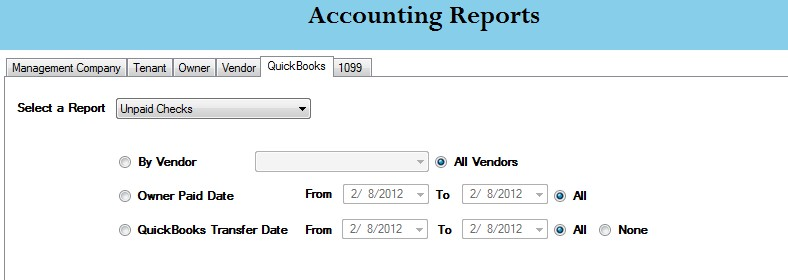 Accounting Reports
Management Company Tenant Owner Vendor QuickBooks 1099
Select a Report Unpaid Checks
By Vendor All Vendors
Owner Paid Date From 2/ 8/2012 To 2/ 8/2012 All
QuickBooks Transfer Date From 2/ 8/2012 To 2/ 8/2012 All None